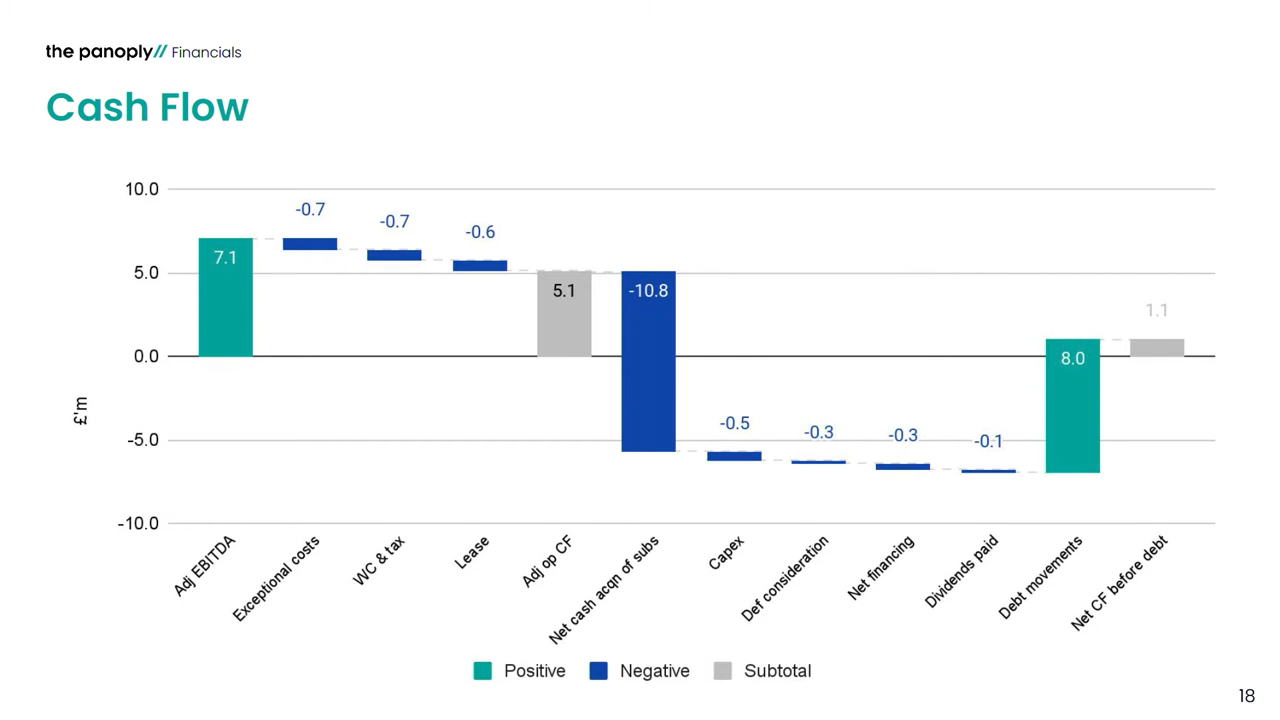 the panoply// Financials
Cash Flow
10.0
5.0
0.0
-5.0
-10.0
£'m
7.1
-0.7
-0.7
-0.6
5.1
-10.8
-0.5
-0.3
-0.3
-0.1
8.0
1.1
Adj EBITDA
Exceptional costs
WC & tax
Lease
Adj op CF
Net cash acqn of subs
Capex
Def consideration
Net financing
Dividends paid
Debt movements
Net CF before debt
Positive Negative Subtotal
18